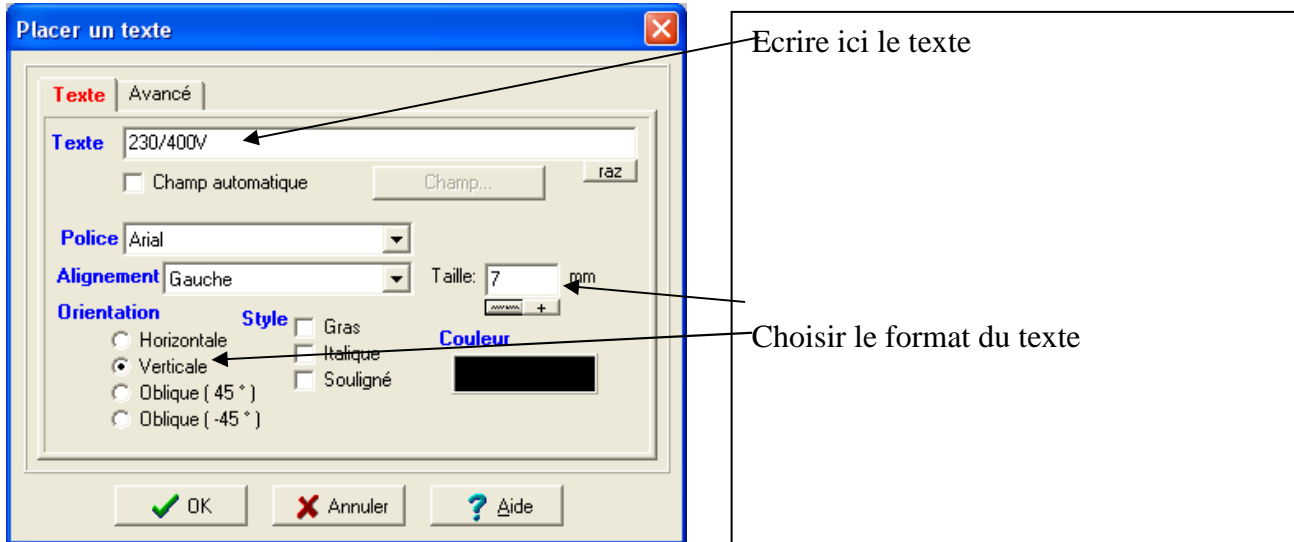 Placer un texte
Ecrire ici le texte
Texte Avancé
Texte 230/400V
Champ automatique Champ... raz
Police Arial
Alignement Gauche Taille: 7 mm
+
Orientation Style Gras Couleur
Horizontale Italique
Choisir le format du texte
Verticale Souligné
Oblique ( 45 ° )
Oblique ( -45 ° )
OK Annuler ? Aide